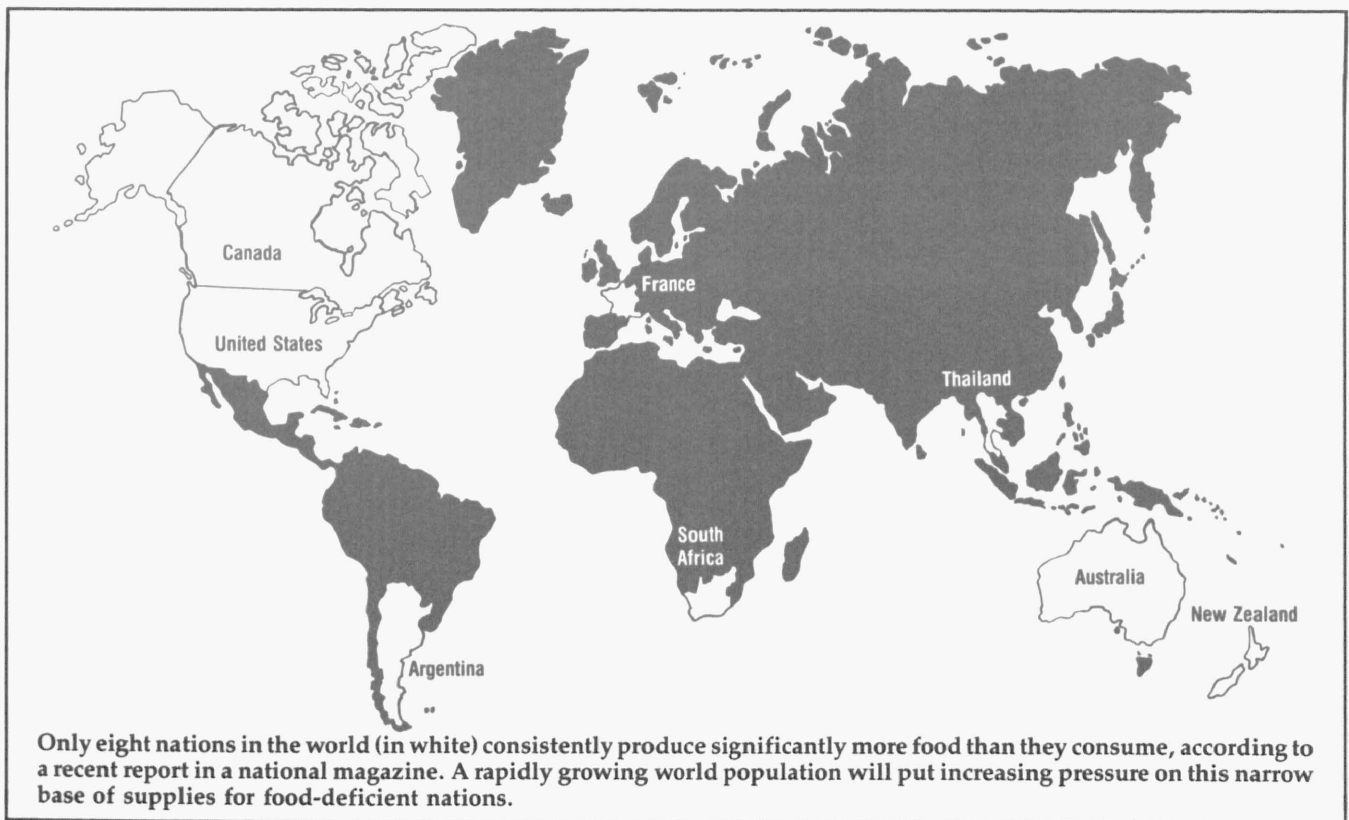 Canada
United States
France
Thailand
South
Africa
Australia
New Zealand
Argentina
Only eight nations in the world (in white) consistently produce significantly more food than they consume, according to
a recent report in a national magazine. A rapidly growing world population will put increasing pressure on this narrow
base of supplies for food-deficient nations.